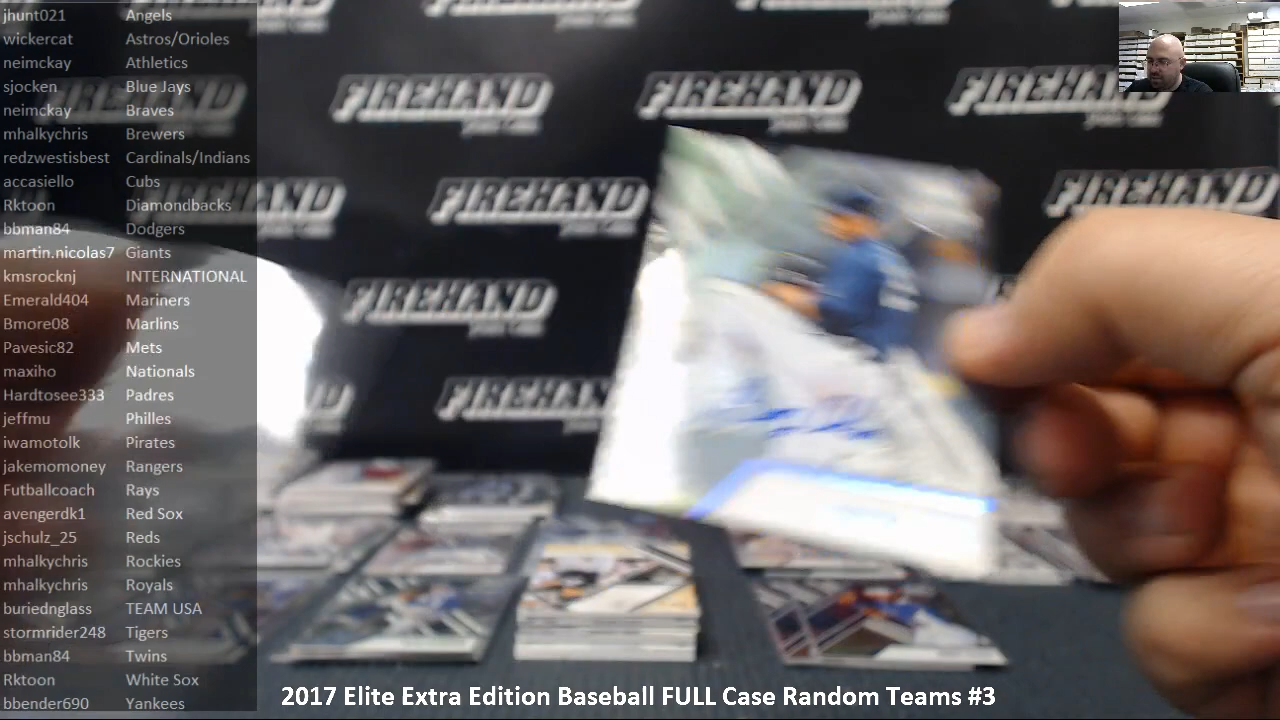 jhunt021 Angels
wickercat Astros/Orioles
neimckay Athletics
sjocken Blue Jays
neimckay Braves
mhalkychris Brewers
redzwestisbest Cardinals/Indians
accasiello Cubs
Rktoon Diamondbacks
bbman84 Dodgers
martin.nicolas7 Giants
kmsrocknj INTERNATIONAL
Emerald404 Mariners
Bmore08 Marlins
Pavesic82 Mets
maxiho Nationals
Hardtosee333 Padres
jeffmu Philles
iwamotolk Pirates
jakemomoney Rangers
Futballcoach Rays
avengerdk1 Red Sox
jschulz_25 Reds
mhalkychris Rockies
mhalkychris Royals
buriednglass TEAM USA
stormrider248 Tigers
bbman84 Twins
Rktoon White Sox
bbender690 Yankees
FIREHAND FIREHAND FIREHAND
FIREHAND FIREHAND
FIREHAND
FIREHAND
2017 Elite Extra Edition Baseball FULL Case Random Teams #3